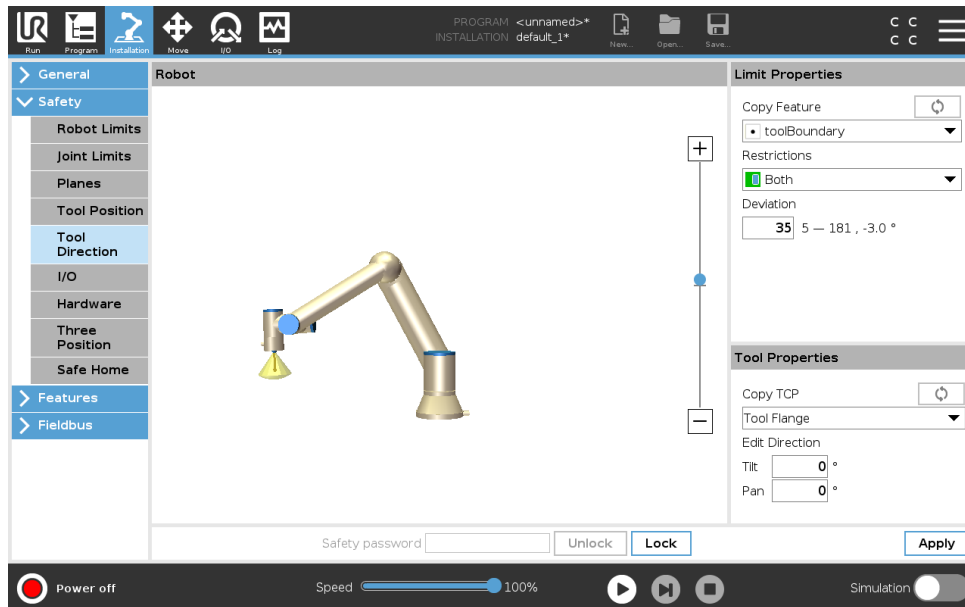 PROGRAM <unnamed>*
INSTALLATION default_1*
UR
Run
Program
Installation
Move
I/O
Log
New...
Open...
Save...
C C
C C
General
Safety
Robot Limits
Joint Limits
Planes
Tool Position
Tool
Direction
I/O
Hardware
Three
Position
Safe Home
Features
Fieldbus
Robot
+
−
Limit Properties
Copy Feature
toolBoundary
Restrictions
Both
Deviation
35 5 — 181 , -3.0 °
Tool Properties
Copy TCP
Tool Flange
Edit Direction
Tilt 0 °
Pan 0 °
Safety password
Unlock
Lock
Apply
Power off
Speed
100%
Simulation